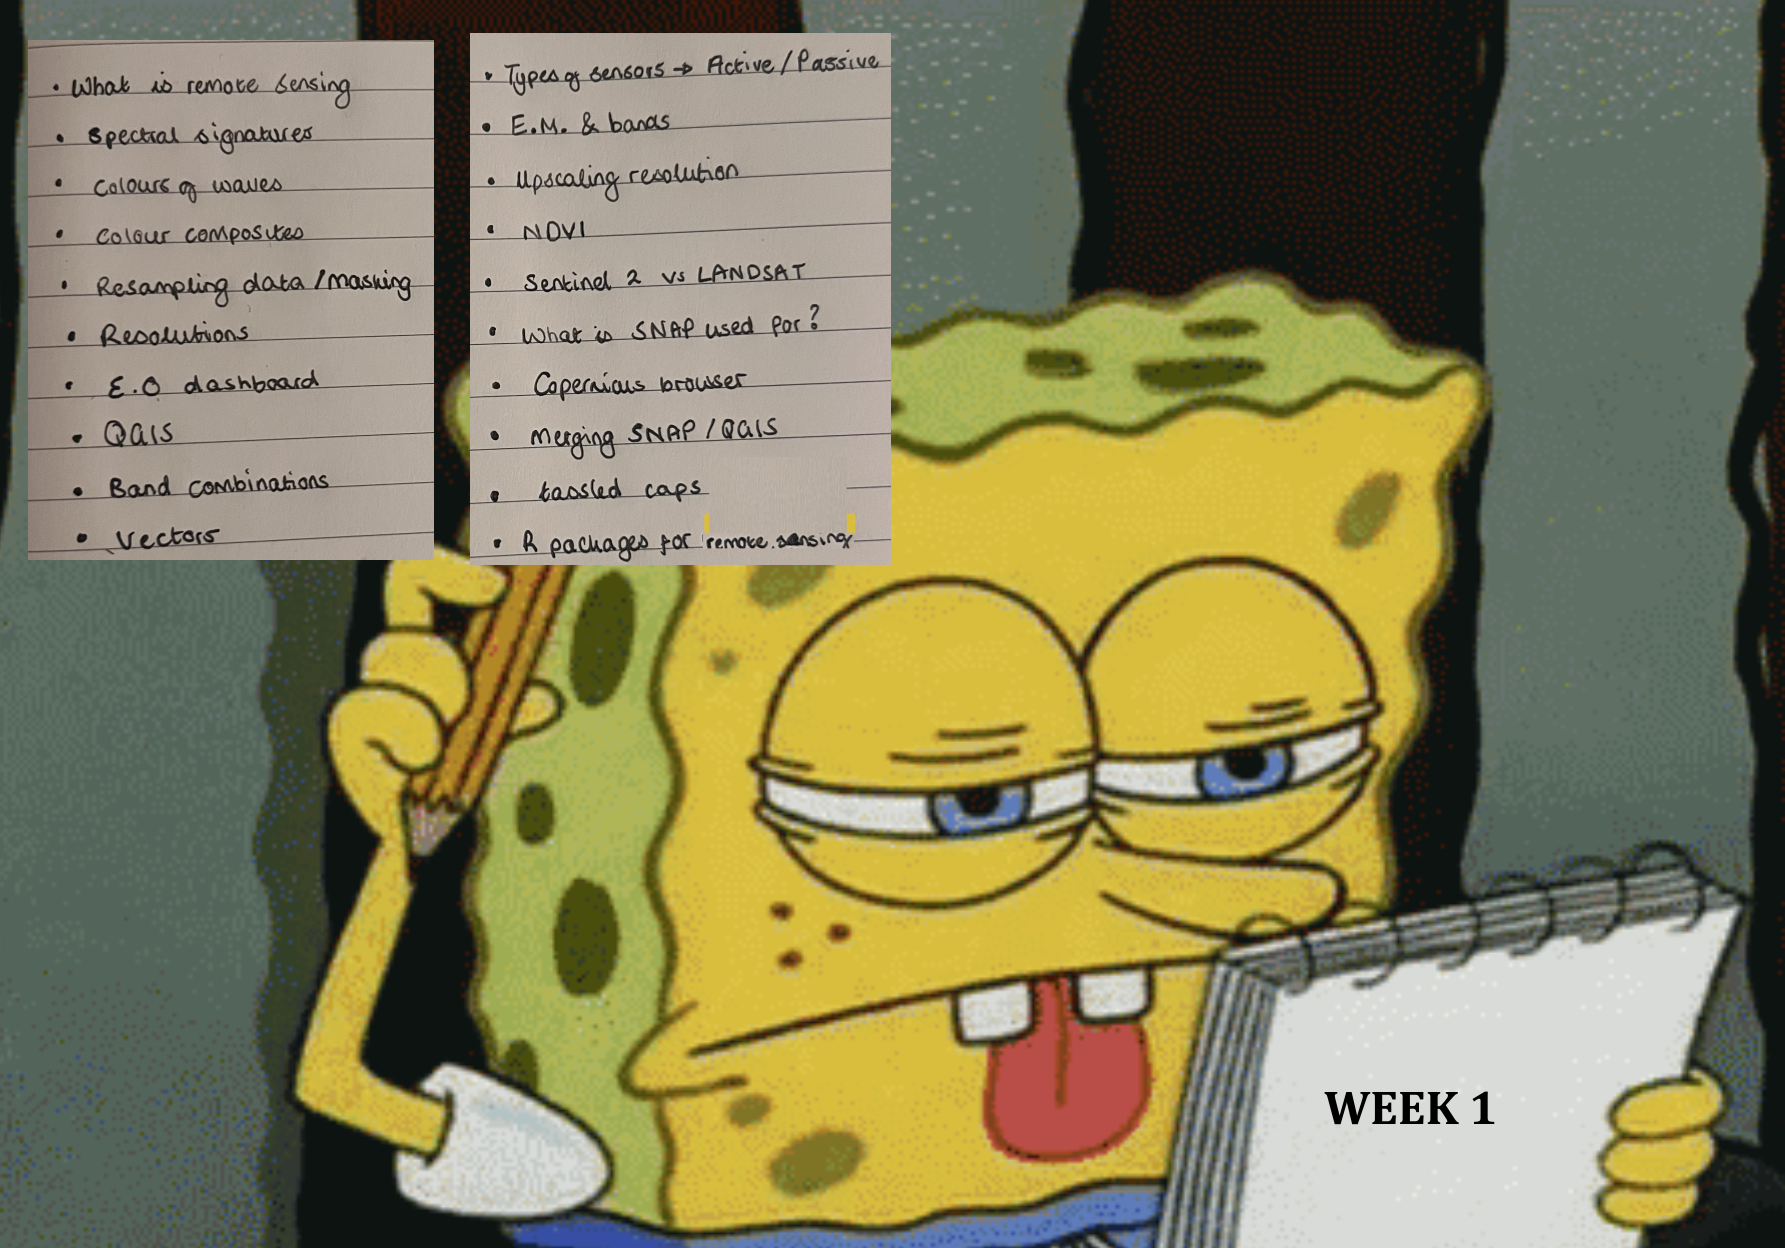 • What is remote sensing
• Spectral signatures
• Colours of waves
• Colour composites
• Resampling data / masking
• Resolutions
• E.O dashboard
• QGIS
• Band combinations
• Vectors
• Types of sensors → Active / Passive
• E.M. & bands
• Upscaling resolution
• NDVI
• Sentinel 2 vs LANDSAT
• What is SNAP used for?
• Copernicus browser
• Merging SNAP / QGIS
• tassled caps
• R packages for remote sensing
WEEK 1